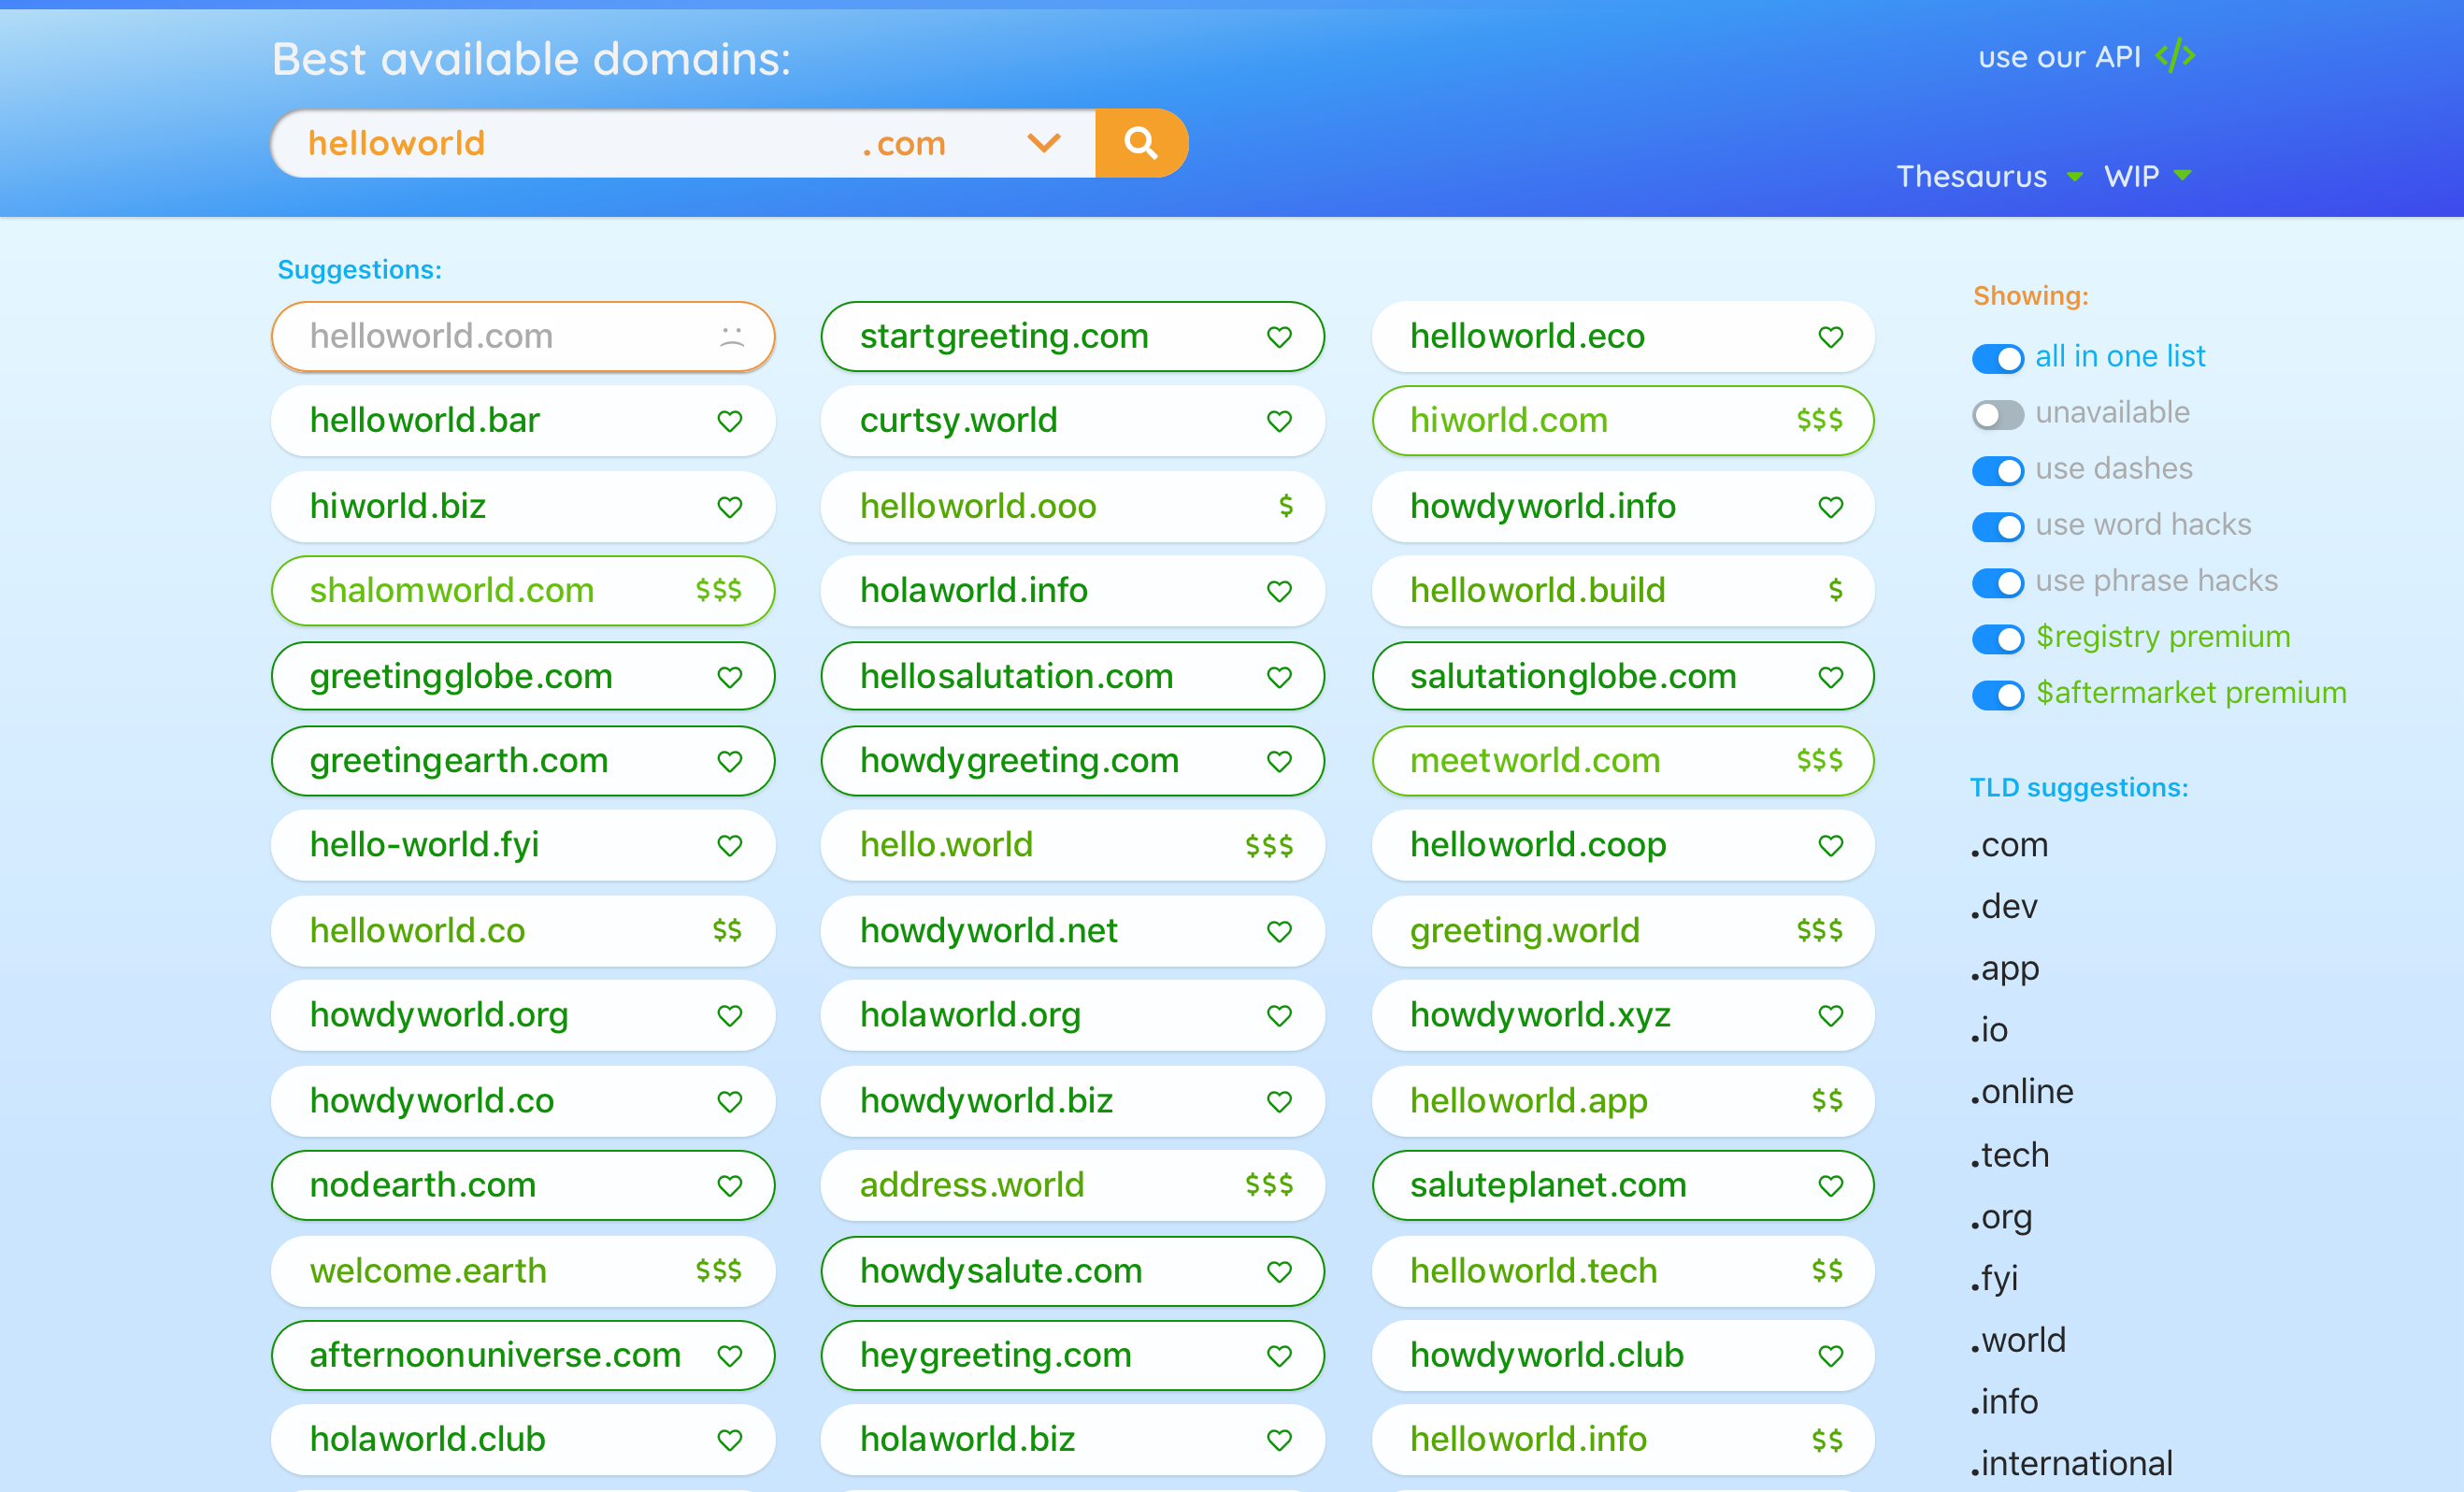 Best available domains:
use our API </>
helloworld .com
Thesaurus WIP
Suggestions:
helloworld.com
startgreeting.com
helloworld.eco
helloworld.bar
curtsy.world
hiworld.com $$$
hiworld.biz
helloworld.ooo $
howdyworld.info
shalomworld.com $$$
holaworld.info
helloworld.build $
greetingglobe.com
hellosalutation.com
salutationglobe.com
greetingearth.com
howdygreeting.com
meetworld.com $$$
hello-world.fyi
hello.world $$$
helloworld.coop
helloworld.co $$
howdyworld.net
greeting.world $$$
howdyworld.org
holaworld.org
howdyworld.xyz
howdyworld.co
howdyworld.biz
helloworld.app $$
nodearth.com
address.world $$$
saluteplanet.com
welcome.earth $$$
howdysalute.com
helloworld.tech $$
afternoonuniverse.com
heygreeting.com
howdyworld.club
holaworld.club
holaworld.biz
helloworld.info $$
Showing:
all in one list
unavailable
use dashes
use word hacks
use phrase hacks
$registry premium
$aftermarket premium
TLD suggestions:
.com
.dev
.app
.io
.online
.tech
.org
.fyi
.world
.info
.international